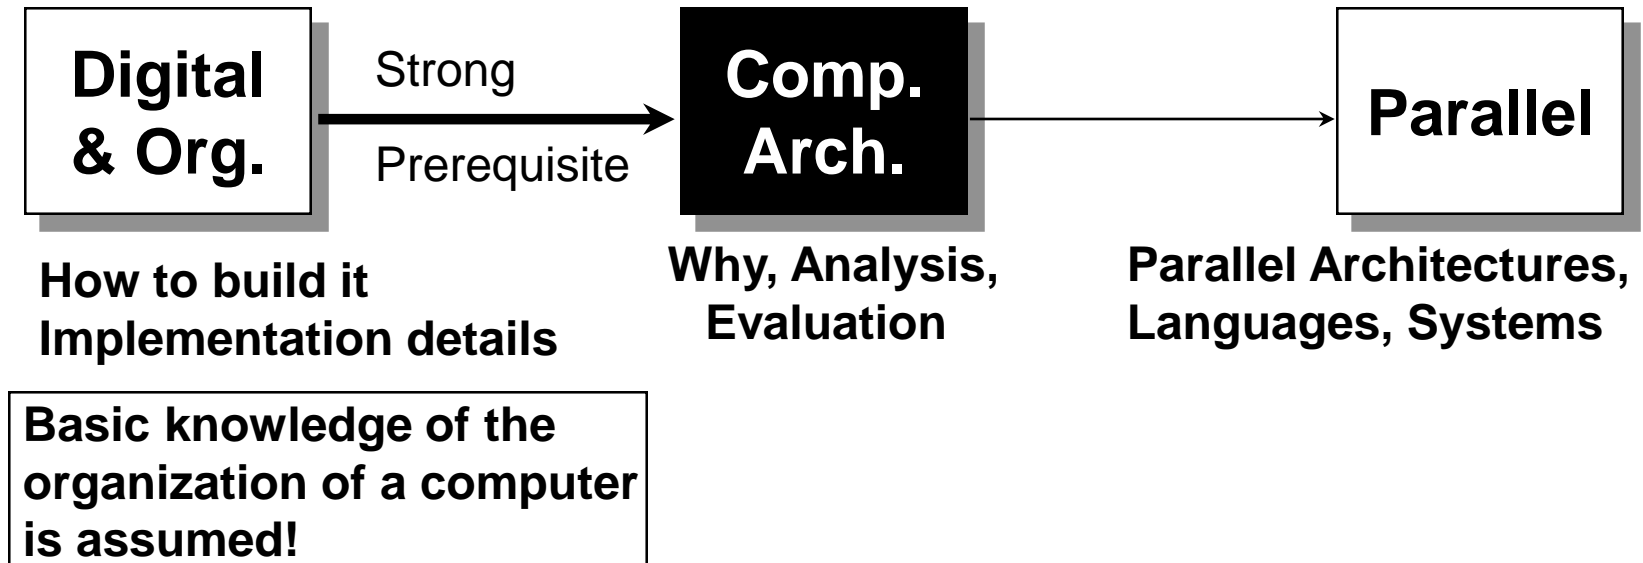 Digital
& Org.
Strong
Prerequisite
Comp.
Arch.
Parallel
How to build it
Implementation details
Why, Analysis,
Evaluation
Parallel Architectures,
Languages, Systems
Basic knowledge of the
organization of a computer
is assumed!